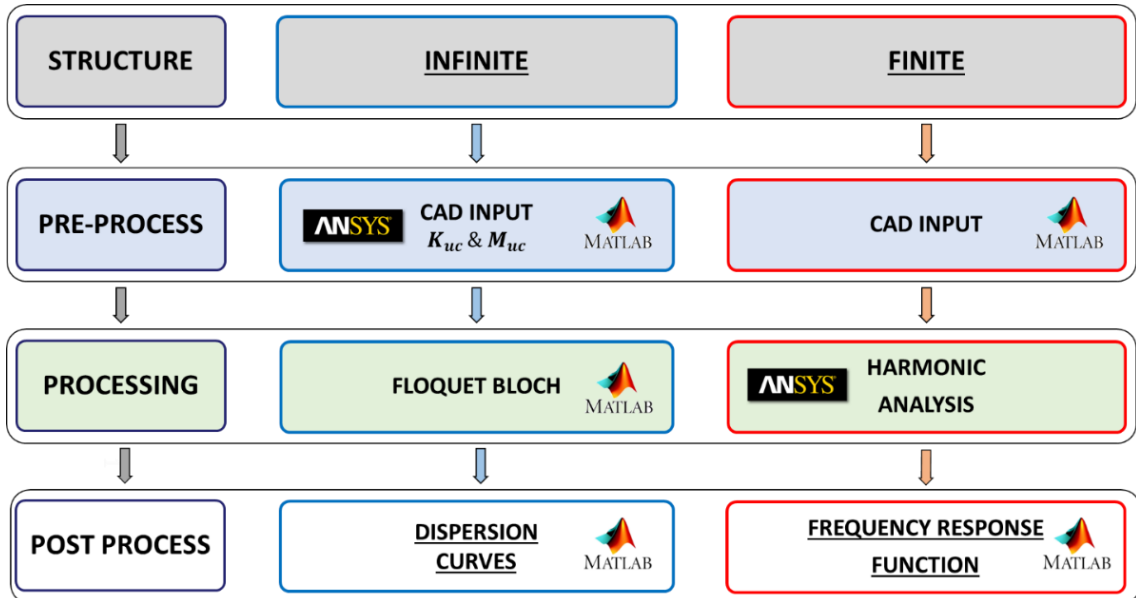 STRUCTURE
INFINITE
FINITE
PRE-PROCESS
ANSYS
CAD INPUT
K_uc & M_uc
MATLAB
CAD INPUT
MATLAB
PROCESSING
FLOQUET BLOCH
MATLAB
ANSYS
HARMONIC
ANALYSIS
POST PROCESS
DISPERSION
CURVES
MATLAB
FREQUENCY RESPONSE
FUNCTION
MATLAB